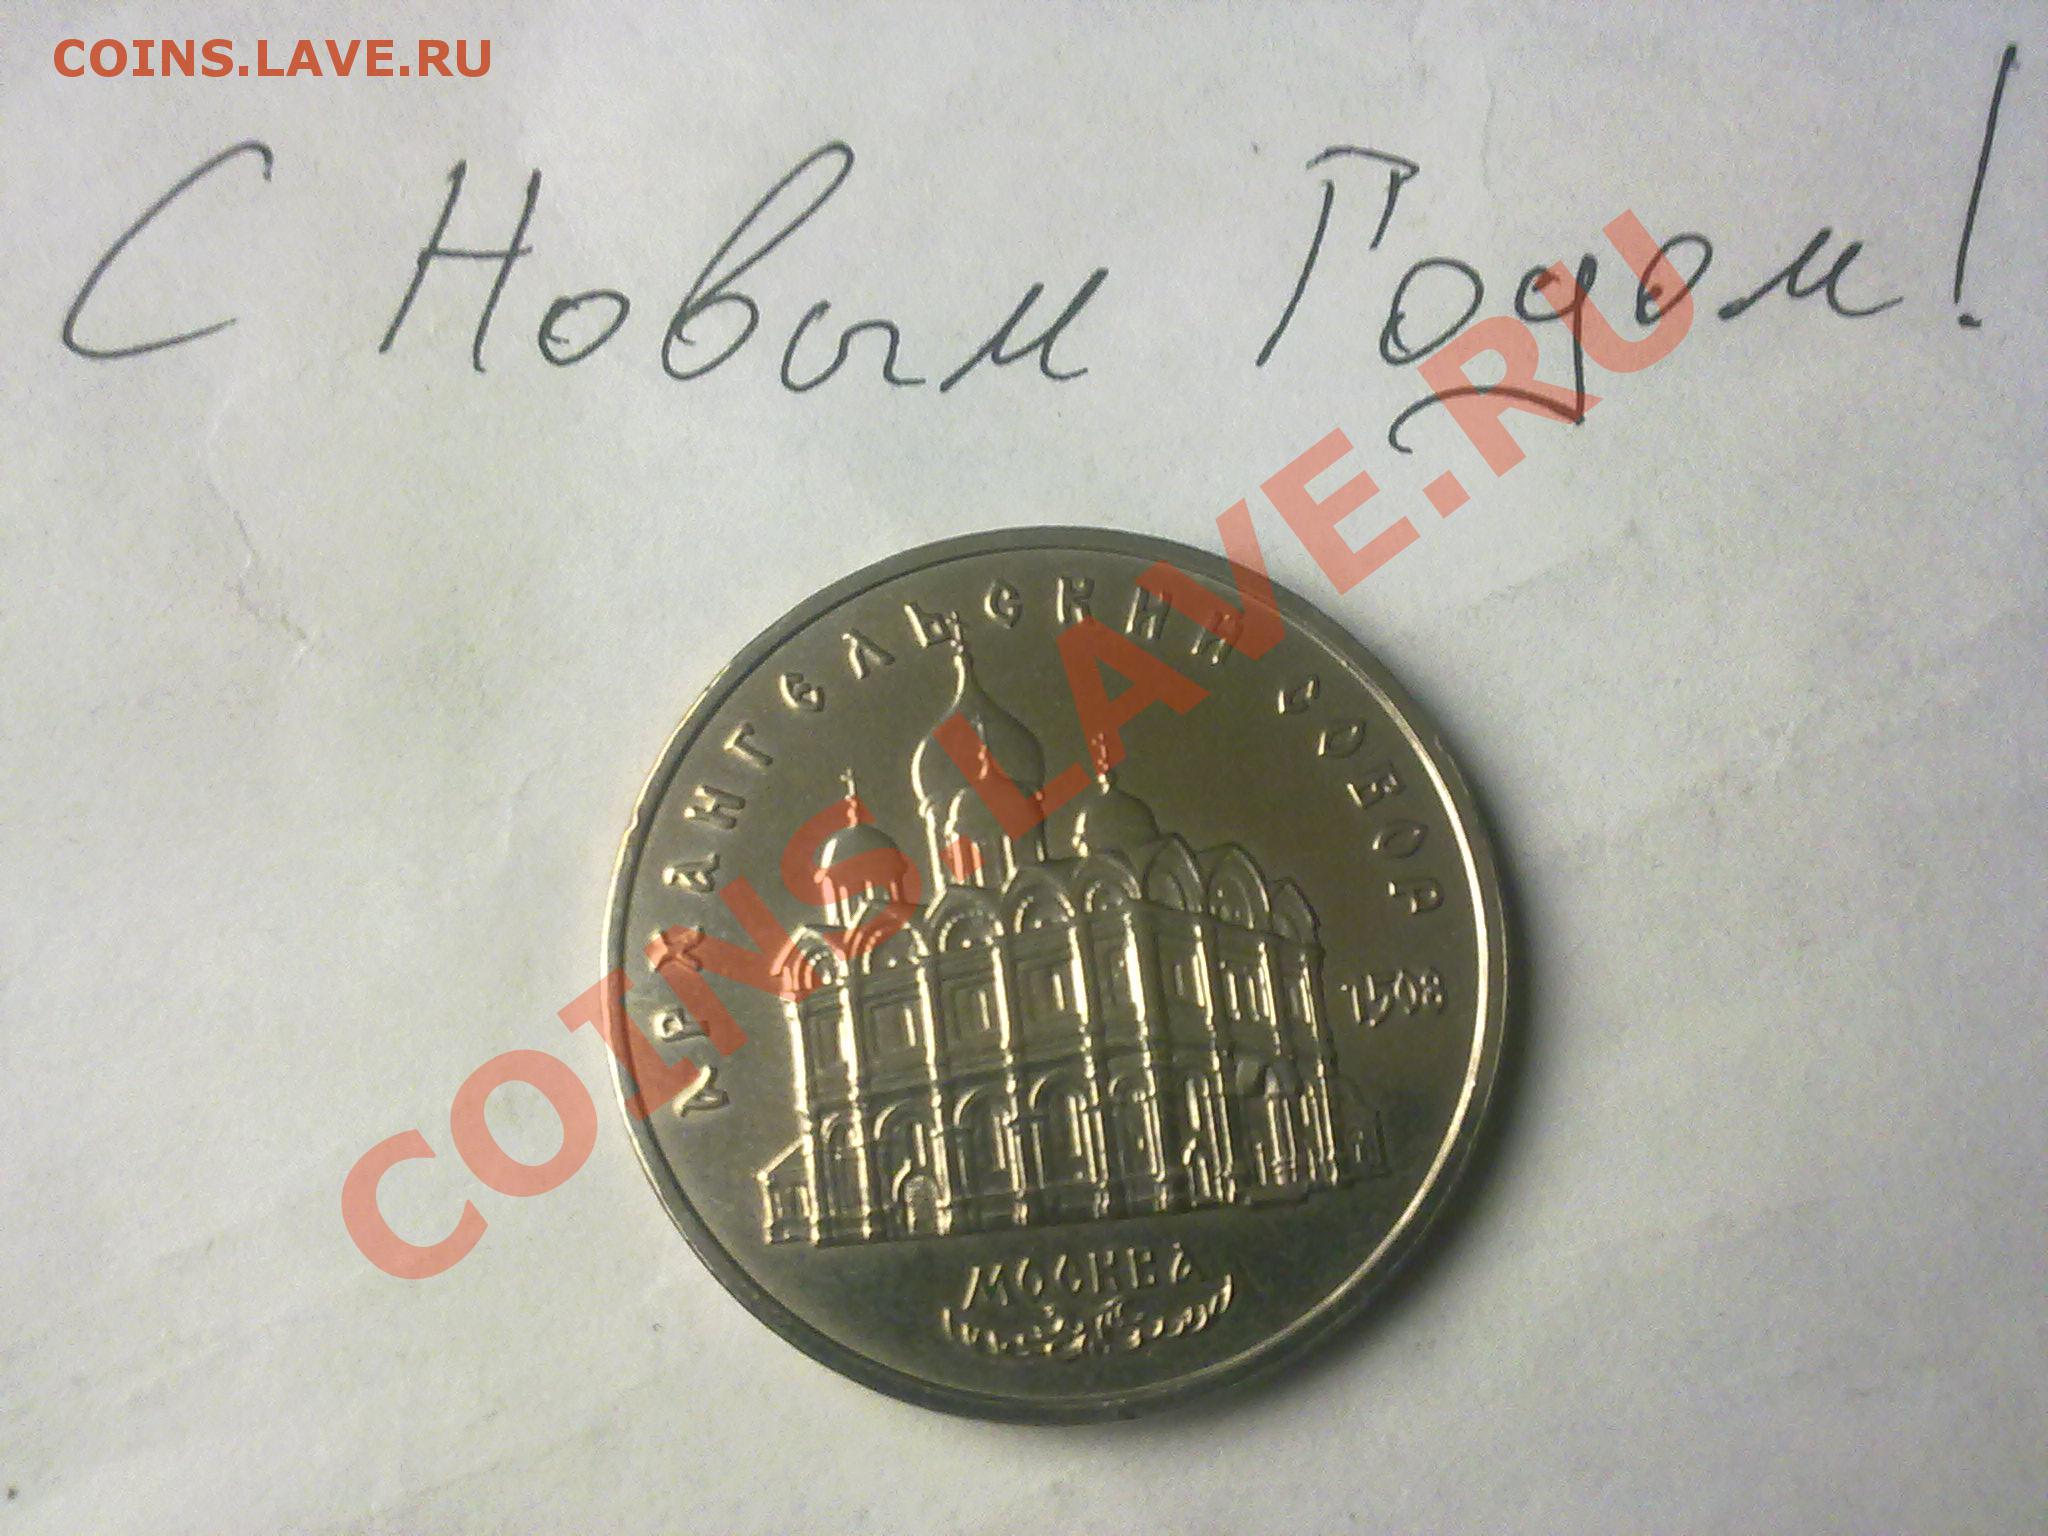 COINS.LAVE.RU
С Новым Годом!
COINS.LAVE.RU
АРХАНГЕЛЬСКИЙ СОБОР
1508
МОСКВА